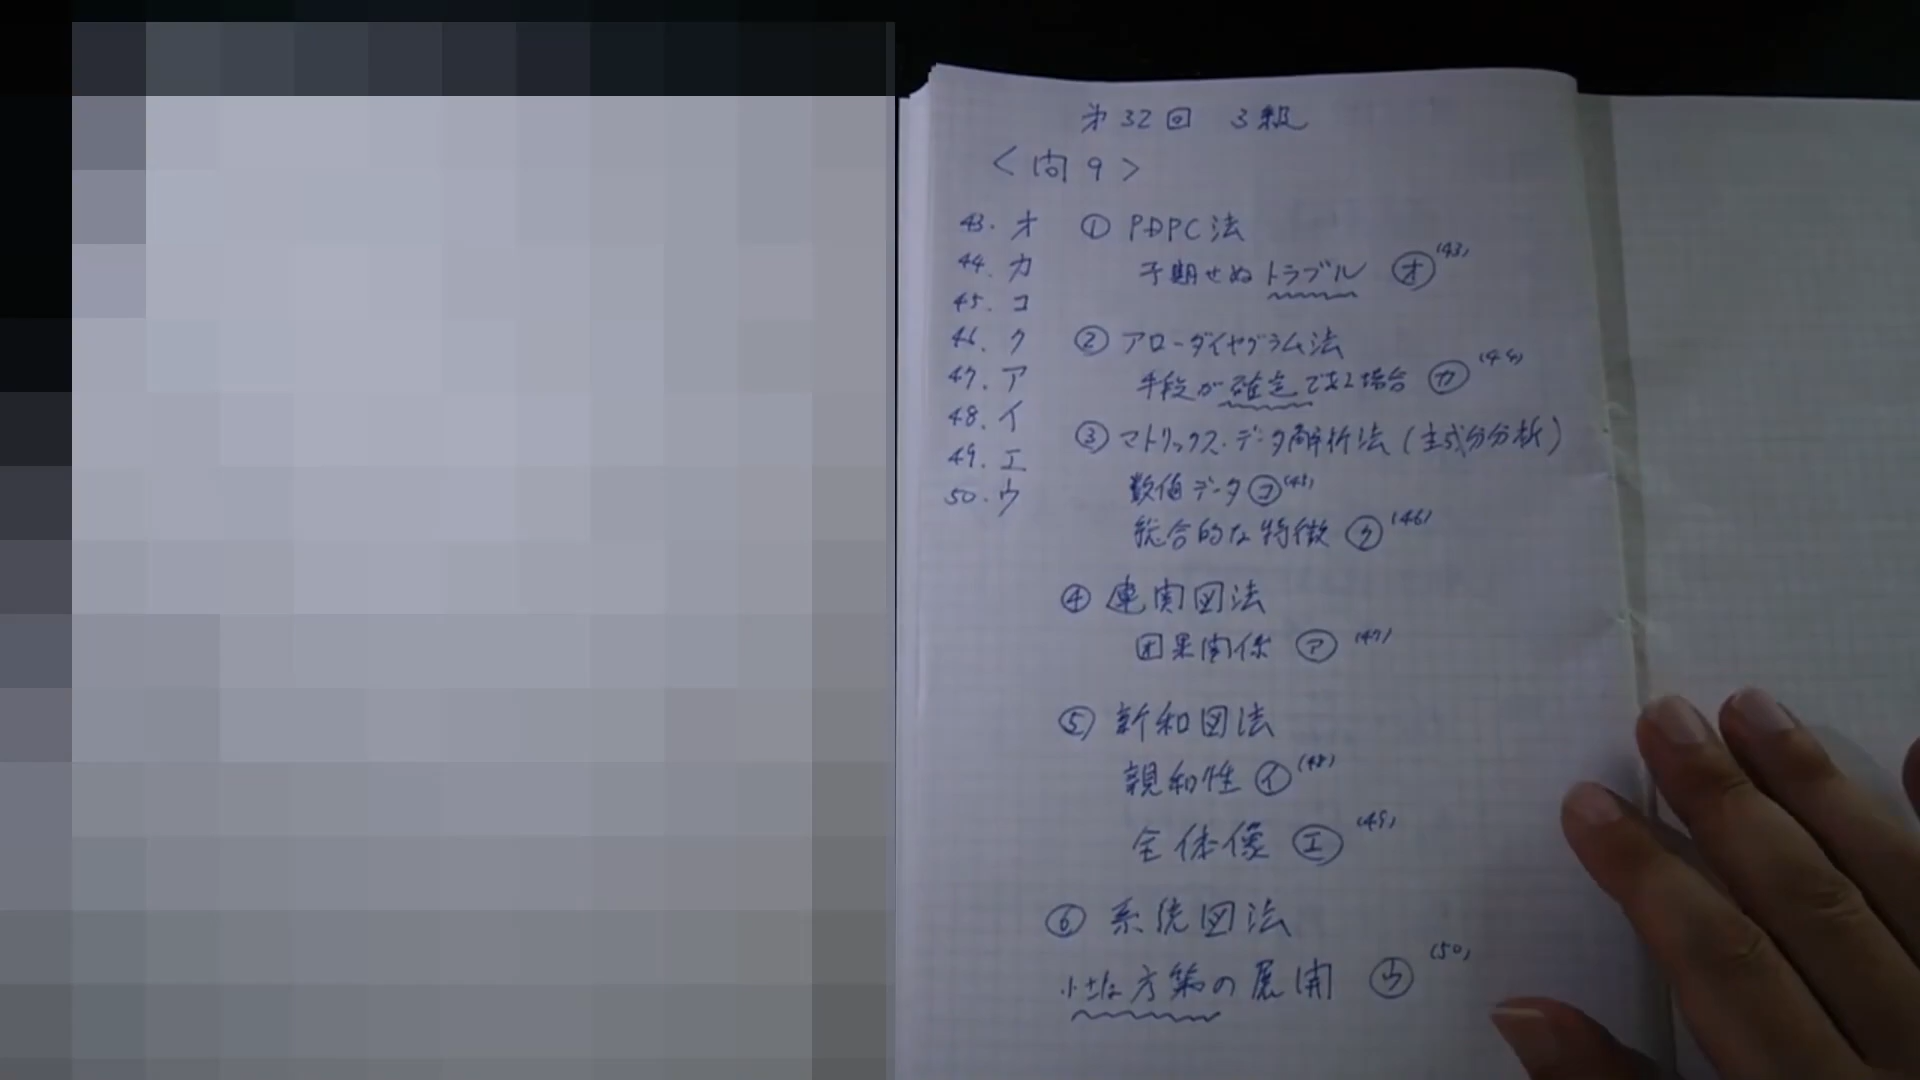 第32回 3級
<問9>
43. オ
44. カ
45. コ
46. ク
47. ア
48. イ
49. エ
50. ウ
① PDPC法
予期せぬトラブル オ (43)
② アローダイヤグラム法
手段が確定である場合 カ (44)
③ マトリックス・データ解析法 (主成分分析)
数値データ コ (45)
総合的な特徴 ク (46)
④ 連関図法
因果関係 ア (47)
⑤ 新和図法
親和性 イ (48)
全体像 エ (49)
⑥ 系統図法
方策の展開 ウ (50)